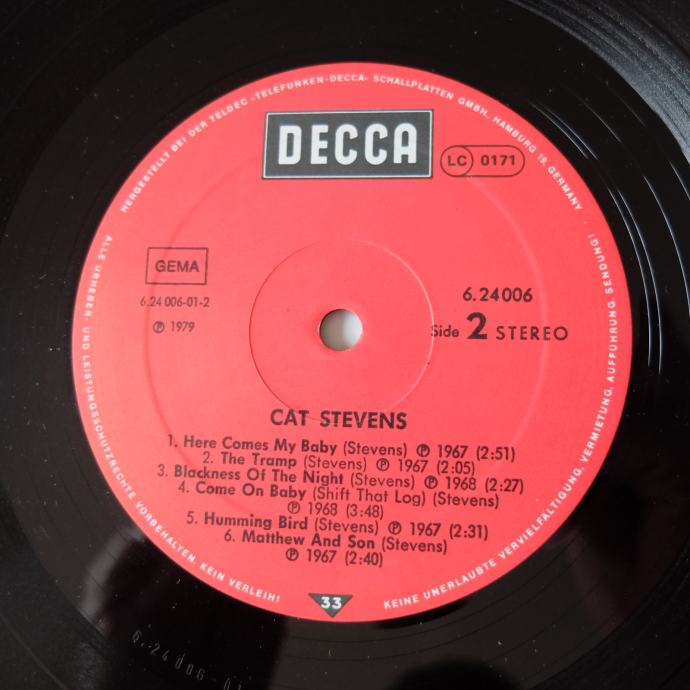 HERGESTELLT BEI DER TELDEC »TELEFUNKEN-DECCA« SCHALLPLATTEN GMBH, HAMBURG 19, GERMANY
DECCA
LC 0171
GEMA
6.24 006-01-2
Ⓟ 1979
6.24006
Side 2 STEREO
CAT STEVENS
1. Here Comes My Baby (Stevens) Ⓟ 1967 (2:51)
2. The Tramp (Stevens) Ⓟ 1967 (2:05)
3. Blackness Of The Night (Stevens) Ⓟ 1968 (2:27)
4. Come On Baby (Shift That Log) (Stevens)
Ⓟ 1968 (3:48)
5. Humming Bird (Stevens) Ⓟ 1967 (2:31)
6. Matthew And Son (Stevens)
Ⓟ 1967 (2:40)
33
ALLE URHEBER- UND LEISTUNGSSCHUTZRECHTE VORBEHALTEN. KEIN VERLEIH!
KEINE UNERLAUBTE VERVIELFÄLTIGUNG, VERMIETUNG, AUFFÜHRUNG, SENDUNG!
6.24006-01